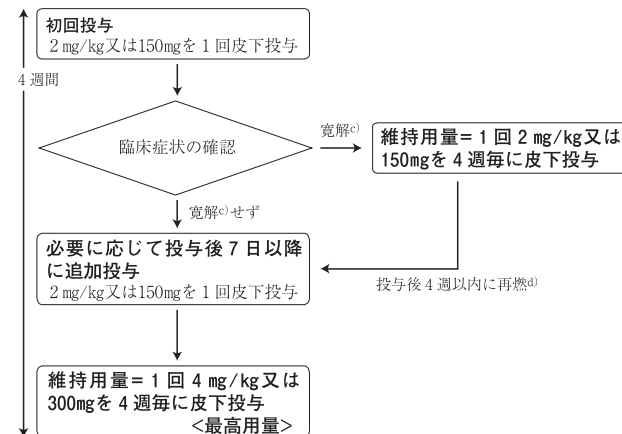 初回投与
2 mg/kg又は150mgを1回皮下投与
4週間
臨床症状の確認
寛解c)
維持用量=1回2 mg/kg又は
150mgを4週毎に皮下投与
寛解c)せず
必要に応じて投与後7日以降
に追加投与
2 mg/kg又は150mgを1回皮下投与
投与後4週以内に再燃d)
維持用量=1回4 mg/kg又は
300mgを4週毎に皮下投与
<最高用量>